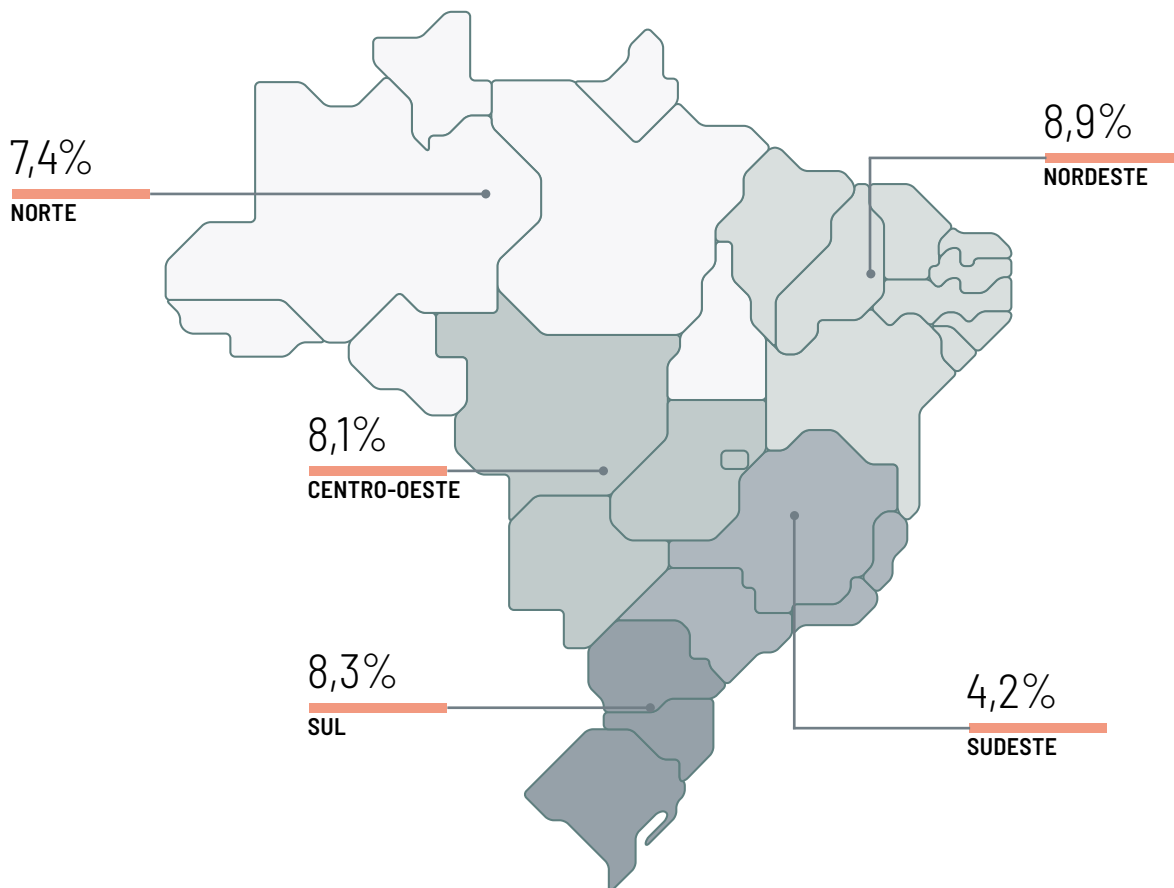 8,9%
NORDESTE
7,4%
NORTE
8,1%
CENTRO-OESTE
8,3%
SUL
4,2%
SUDESTE